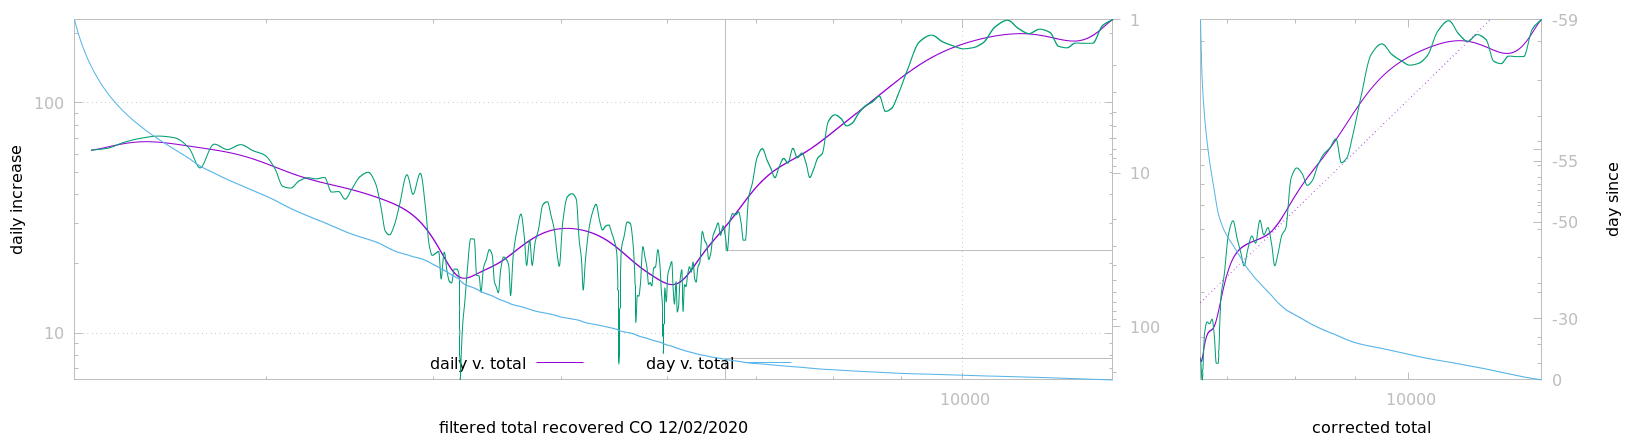 daily increase
100
10
daily v. total
day v. total
1
10
100
10000
filtered total recovered CO 12/02/2020
-59
-55
-50
-30
0
day since
10000
corrected total